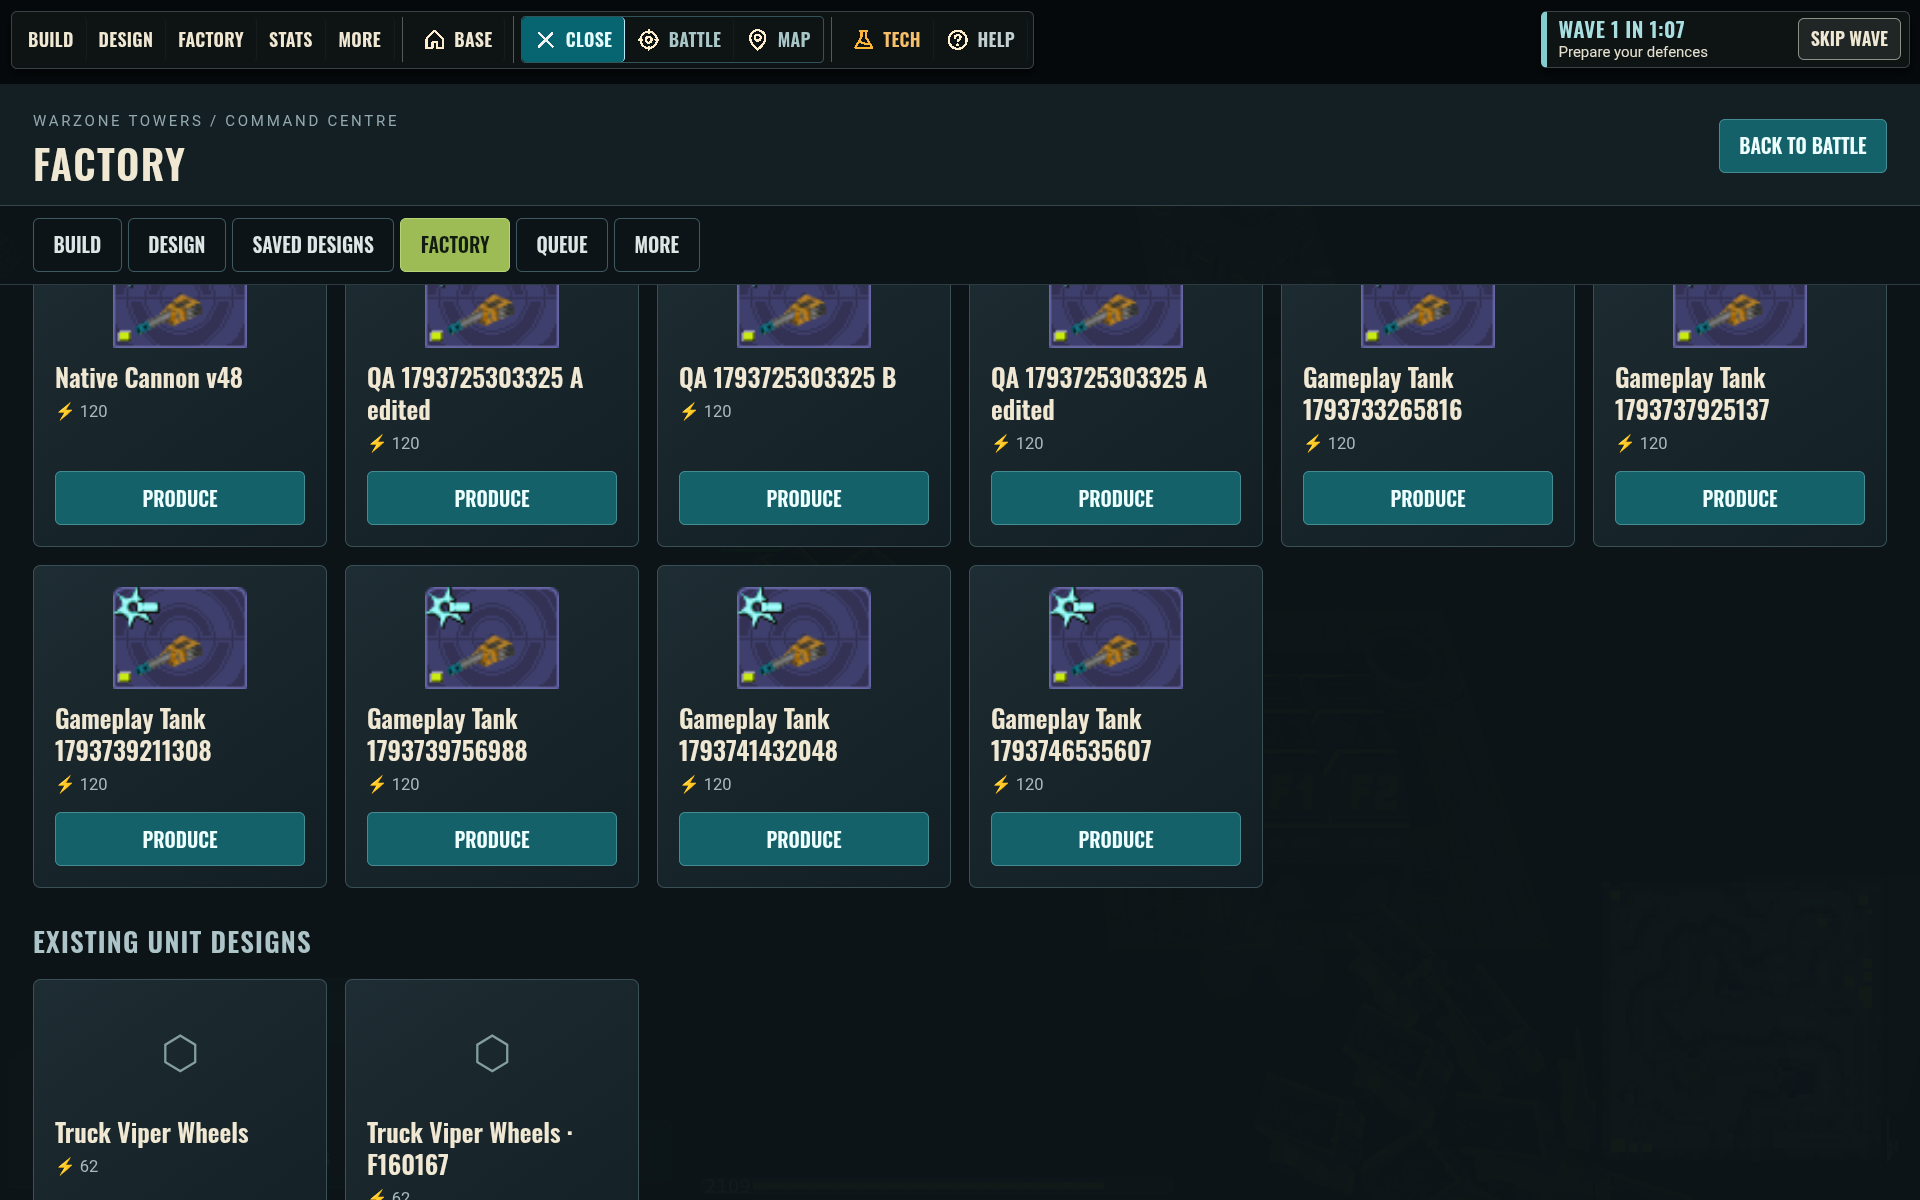 BUILD DESIGN FACTORY STATS MORE BASE CLOSE BATTLE MAP TECH HELP
WAVE 1 IN 1:07
Prepare your defences
SKIP WAVE
WARZONE TOWERS / COMMAND CENTRE
FACTORY
BACK TO BATTLE
BUILD DESIGN SAVED DESIGNS FACTORY QUEUE MORE
Native Cannon v48
⚡ 120
PRODUCE
QA 1793725303325 A
edited
⚡ 120
PRODUCE
QA 1793725303325 B
⚡ 120
PRODUCE
QA 1793725303325 A
edited
⚡ 120
PRODUCE
Gameplay Tank
1793733265816
⚡ 120
PRODUCE
Gameplay Tank
1793737925137
⚡ 120
PRODUCE
Gameplay Tank
1793739211308
⚡ 120
PRODUCE
Gameplay Tank
1793739756988
⚡ 120
PRODUCE
Gameplay Tank
1793741432048
⚡ 120
PRODUCE
Gameplay Tank
1793746535607
⚡ 120
PRODUCE
EXISTING UNIT DESIGNS
Truck Viper Wheels
⚡ 62
Truck Viper Wheels ·
F160167
⚡ 62